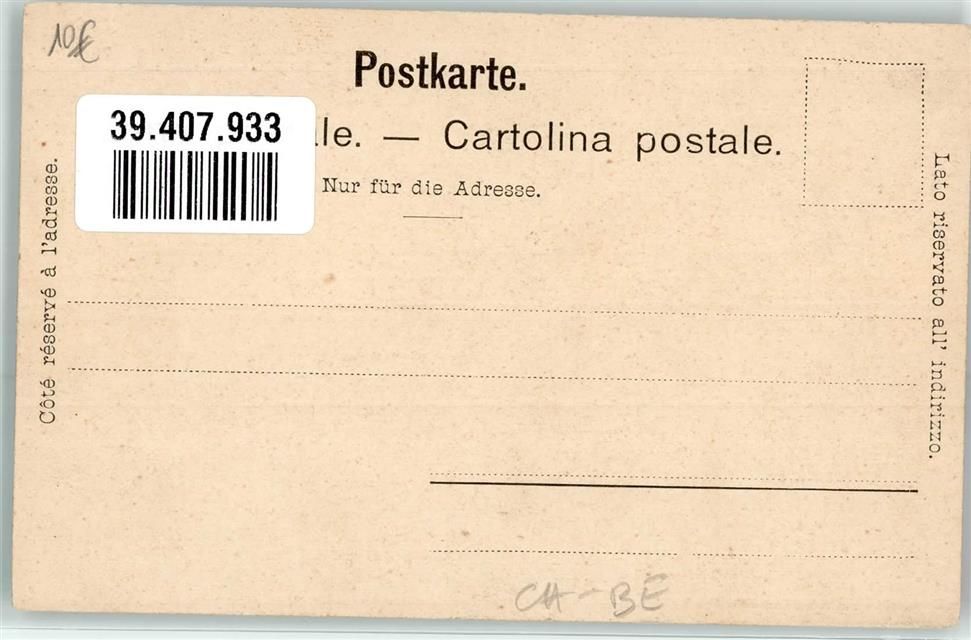 10€
Postkarte.
39.407.933
le. — Cartolina postale.
Nur für die Adresse.
Côté réservé à l'adresse.
Lato riservato all' indirizzo.
CH-BE